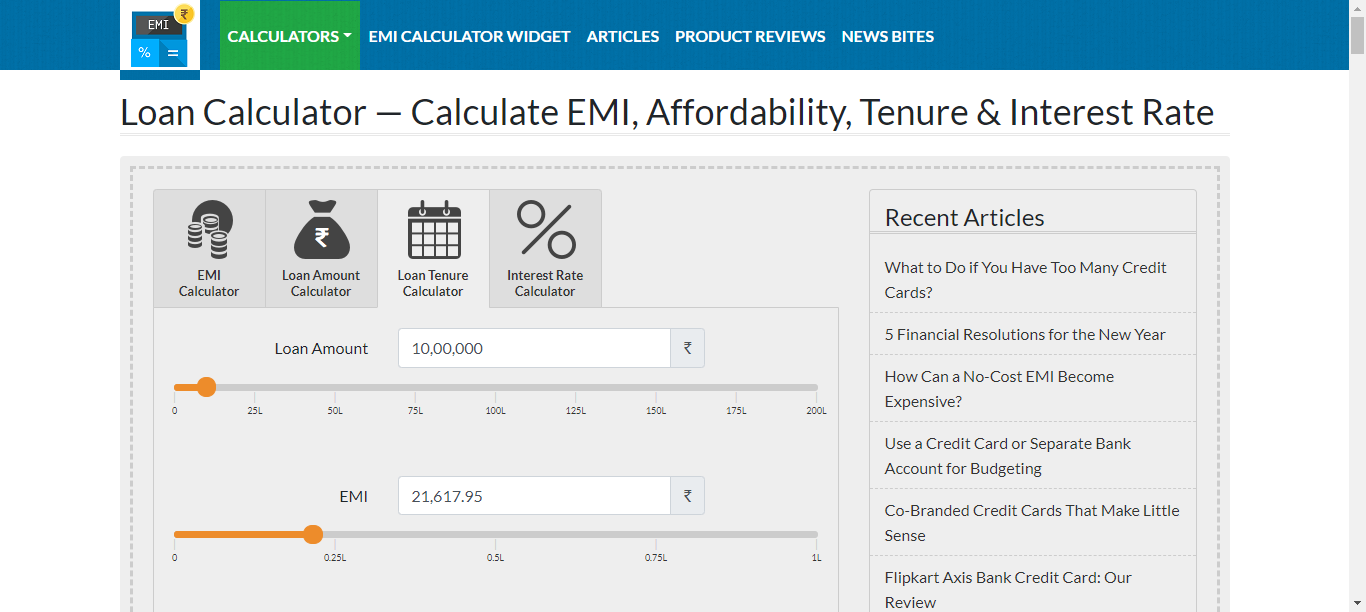 EMI
₹
%
=
CALCULATORS
EMI CALCULATOR WIDGET
ARTICLES
PRODUCT REVIEWS
NEWS BITES
Loan Calculator — Calculate EMI, Affordability, Tenure & Interest Rate
EMI
Calculator
₹
Loan Amount
Calculator
Loan Tenure
Calculator
Interest Rate
Calculator
Loan Amount
10,00,000
₹
0 25L 50L 75L 100L 125L 150L 175L 200L
EMI
21,617.95
₹
0 0.25L 0.5L 0.75L 1L
Recent Articles
What to Do if You Have Too Many Credit
Cards?
5 Financial Resolutions for the New Year
How Can a No-Cost EMI Become
Expensive?
Use a Credit Card or Separate Bank
Account for Budgeting
Co-Branded Credit Cards That Make Little
Sense
Flipkart Axis Bank Credit Card: Our
Review